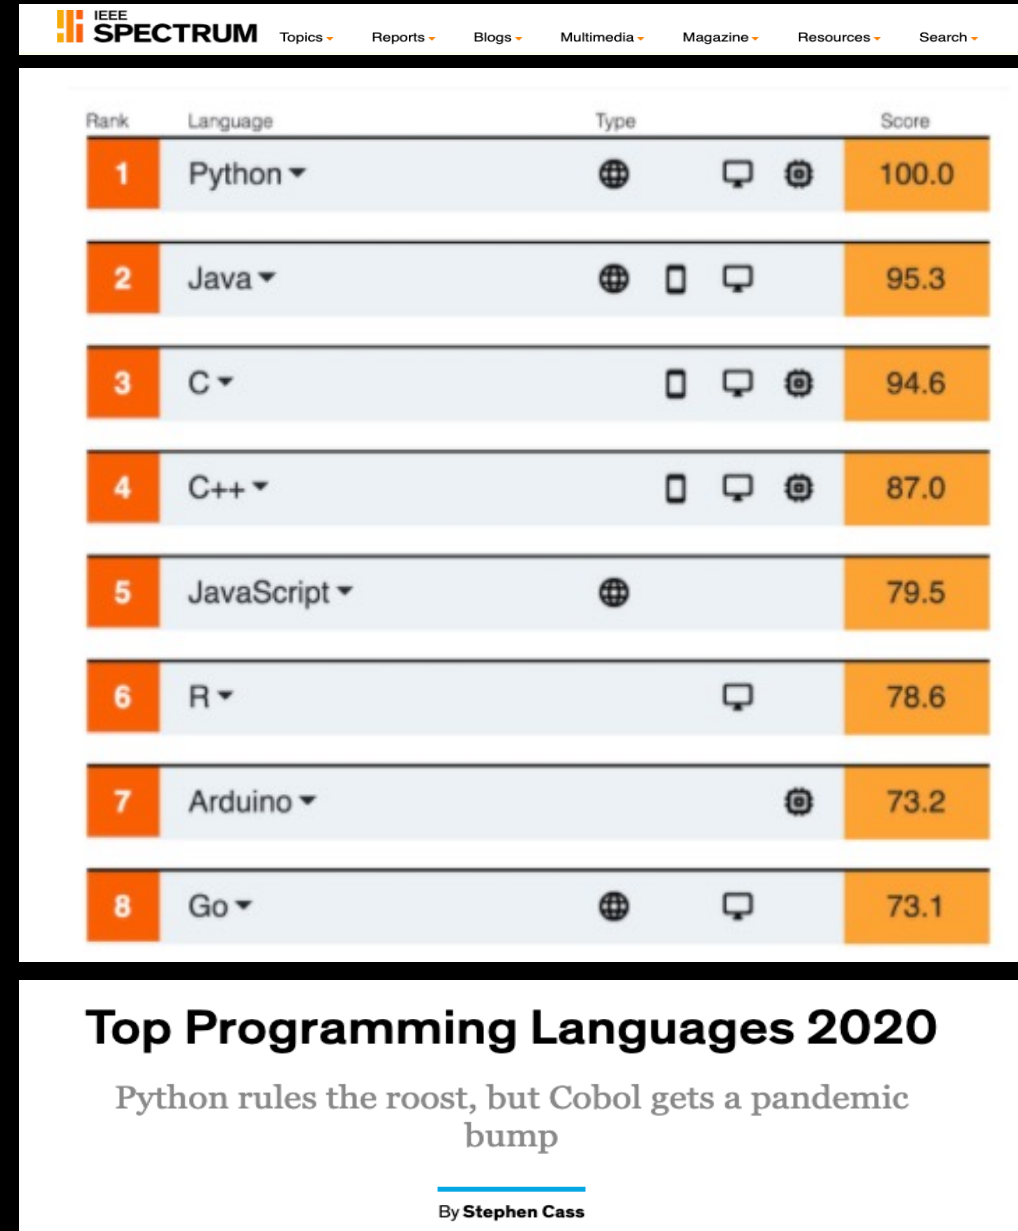 IEEE
SPECTRUM Topics Reports Blogs Multimedia Magazine Resources Search
Rank Language Type Score
1 Python 100.0
2 Java 95.3
3 C 94.6
4 C++ 87.0
5 JavaScript 79.5
6 R 78.6
7 Arduino 73.2
8 Go 73.1
Top Programming Languages 2020
Python rules the roost, but Cobol gets a pandemic
bump
By Stephen Cass